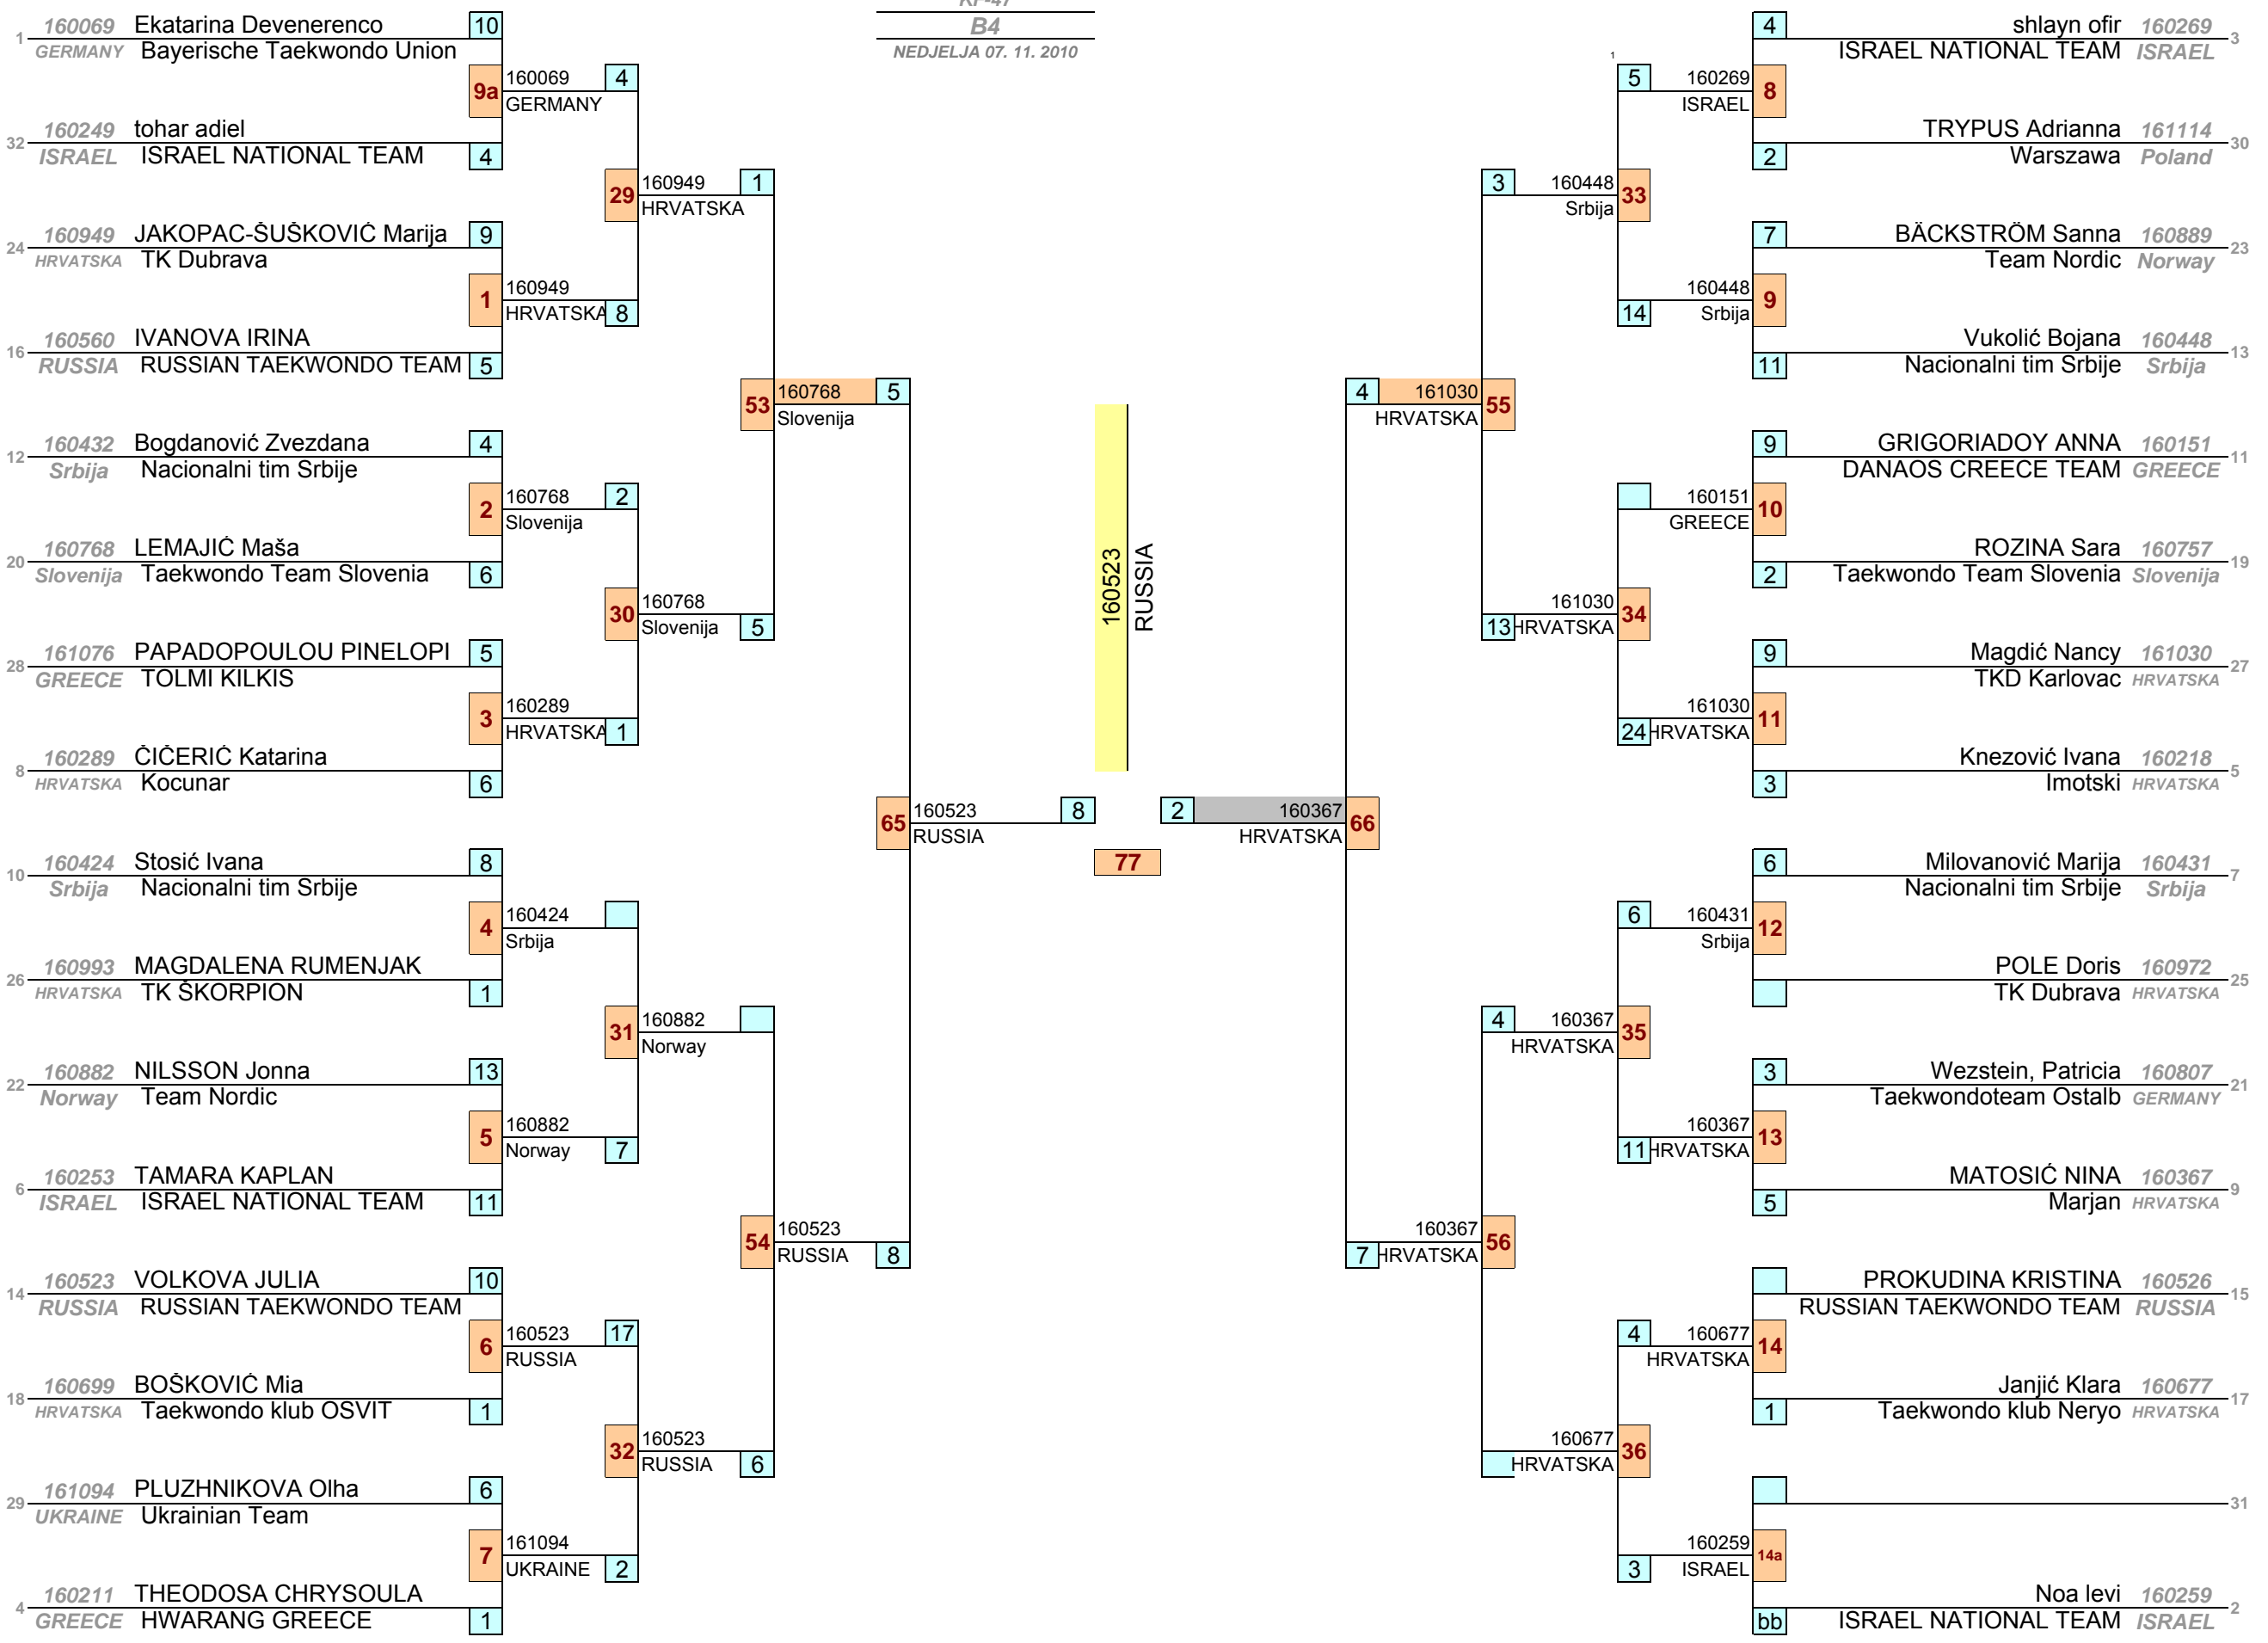 B4
NEDJELJA 07. 11. 2010
1 160069 Ekatarina Devenerenco 10
GERMANY Bayerische Taekwondo Union
9a 160069 4
GERMANY
32 160249 tohar adiel
ISRAEL ISRAEL NATIONAL TEAM 4
29 160949 1
HRVATSKA
24 160949 JAKOPAC-ŠUŠKOVIĆ Marija 9
HRVATSKA TK Dubrava
1 160949
HRVATSKA 8
16 160560 IVANOVA IRINA
RUSSIA RUSSIAN TAEKWONDO TEAM 5
53 160768 5
Slovenija
12 160432 Bogdanović Zvezdana 4
Srbija Nacionalni tim Srbije
2 160768 2
Slovenija
20 160768 LEMAJIĆ Maša
Slovenija Taekwondo Team Slovenia 6
30 160768
Slovenija 5
28 161076 PAPADOPOULOU PINELOPI 5
GREECE TOLMI KILKIS
3 160289
HRVATSKA 1
8 160289 ČIČERIĆ Katarina
HRVATSKA Kocunar 6
65 160523 8
RUSSIA
10 160424 Stosić Ivana 8
Srbija Nacionalni tim Srbije
4 160424
Srbija
26 160993 MAGDALENA RUMENJAK
HRVATSKA TK ŠKORPION 1
31 160882
Norway
22 160882 NILSSON Jonna 13
Norway Team Nordic
5 160882
Norway 7
6 160253 TAMARA KAPLAN
ISRAEL ISRAEL NATIONAL TEAM 11
54 160523
RUSSIA 8
14 160523 VOLKOVA JULIA 10
RUSSIA RUSSIAN TAEKWONDO TEAM
6 160523 17
RUSSIA
18 160699 BOŠKOVIĆ Mia
HRVATSKA Taekwondo klub OSVIT 1
32 160523
RUSSIA 6
29 161094 PLUZHNIKOVA Olha 6
UKRAINE Ukrainian Team
7 161094
UKRAINE 2
4 160211 THEODOSA CHRYSOULA
GREECE HWARANG GREECE 1
160523
RUSSIA
77
1
4 shlayn ofir 160269 3
ISRAEL NATIONAL TEAM ISRAEL
5 160269 8
ISRAEL
TRYPUS Adrianna 161114 30
2 Warszawa Poland
3 160448 33
Srbija
7 BÄCKSTRÖM Sanna 160889 23
Team Nordic Norway
160448 9
14 Srbija
Vukolić Bojana 160448 13
11 Nacionalni tim Srbije Srbija
4 161030 55
HRVATSKA
9 GRIGORIADOY ANNA 160151 11
DANAOS CREECE TEAM GREECE
160151 10
GREECE
ROZINA Sara 160757 19
2 Taekwondo Team Slovenia Slovenija
161030 34
13 HRVATSKA
9 Magdić Nancy 161030 27
TKD Karlovac HRVATSKA
161030 11
24 HRVATSKA
Knezović Ivana 160218 5
3 Imotski HRVATSKA
2 160367 66
HRVATSKA
6 Milovanović Marija 160431 7
Nacionalni tim Srbije Srbija
6 160431 12
Srbija
POLE Doris 160972 25
TK Dubrava HRVATSKA
4 160367 35
HRVATSKA
3 Wezstein, Patricia 160807 21
Taekwondoteam Ostalb GERMANY
160367 13
11 HRVATSKA
MATOSIĆ NINA 160367 9
5 Marjan HRVATSKA
160367 56
7 HRVATSKA
PROKUDINA KRISTINA 160526 15
RUSSIAN TAEKWONDO TEAM RUSSIA
4 160677 14
HRVATSKA
Janjić Klara 160677 17
1 Taekwondo klub Neryo HRVATSKA
160677 36
HRVATSKA
31
160259 14a
3 ISRAEL
Noa levi 160259 2
bb ISRAEL NATIONAL TEAM ISRAEL